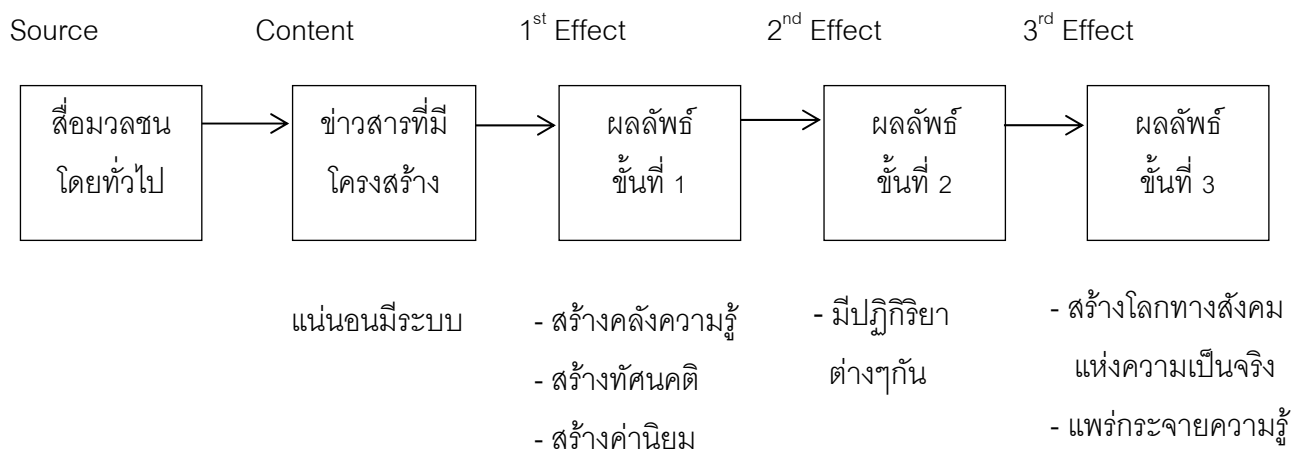 Source Content 1st Effect 2nd Effect 3rd Effect
สื่อมวลชน
โดยทั่วไป
ข่าวสารที่มี
โครงสร้าง
ผลลัพธ์
ขั้นที่ 1
ผลลัพธ์
ขั้นที่ 2
ผลลัพธ์
ขั้นที่ 3
แน่นอนมีระบบ
- สร้างคลังความรู้
- สร้างทัศนคติ
- สร้างค่านิยม
- มีปฏิกิริยา
ต่างๆกัน
- สร้างโลกทางสังคม
แห่งความเป็นจริง
- แพร่กระจายความรู้